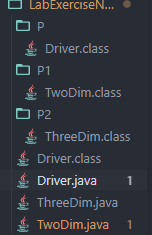 LabExerciseN...
P
Driver.class
P1
TwoDim.class
P2
ThreeDim.class
Driver.class
Driver.java 1
ThreeDim.java
TwoDim.java 1